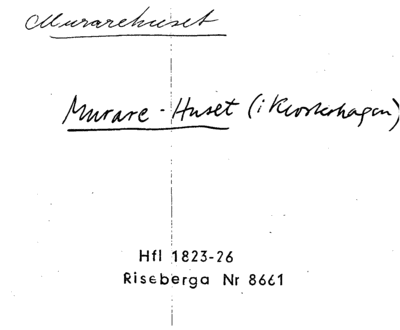 Murarehuset
Murare-Huset (i Klosterhagen)
Hfl 1823-26
Riseberga Nr 8661